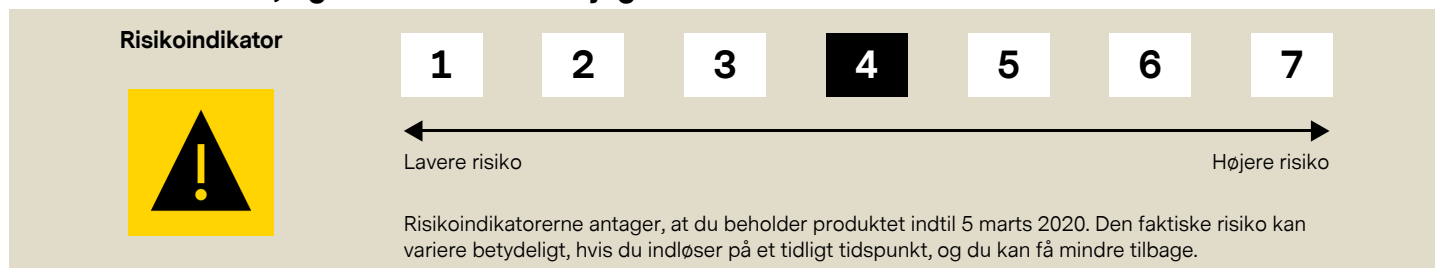 Risikoindikator
1 2 3 4 5 6 7
Lavere risiko Højere risiko
Risikoindikatorerne antager, at du beholder produktet indtil 5 marts 2020. Den faktiske risiko kan
variere betydeligt, hvis du indløser på et tidligt tidspunkt, og du kan få mindre tilbage.